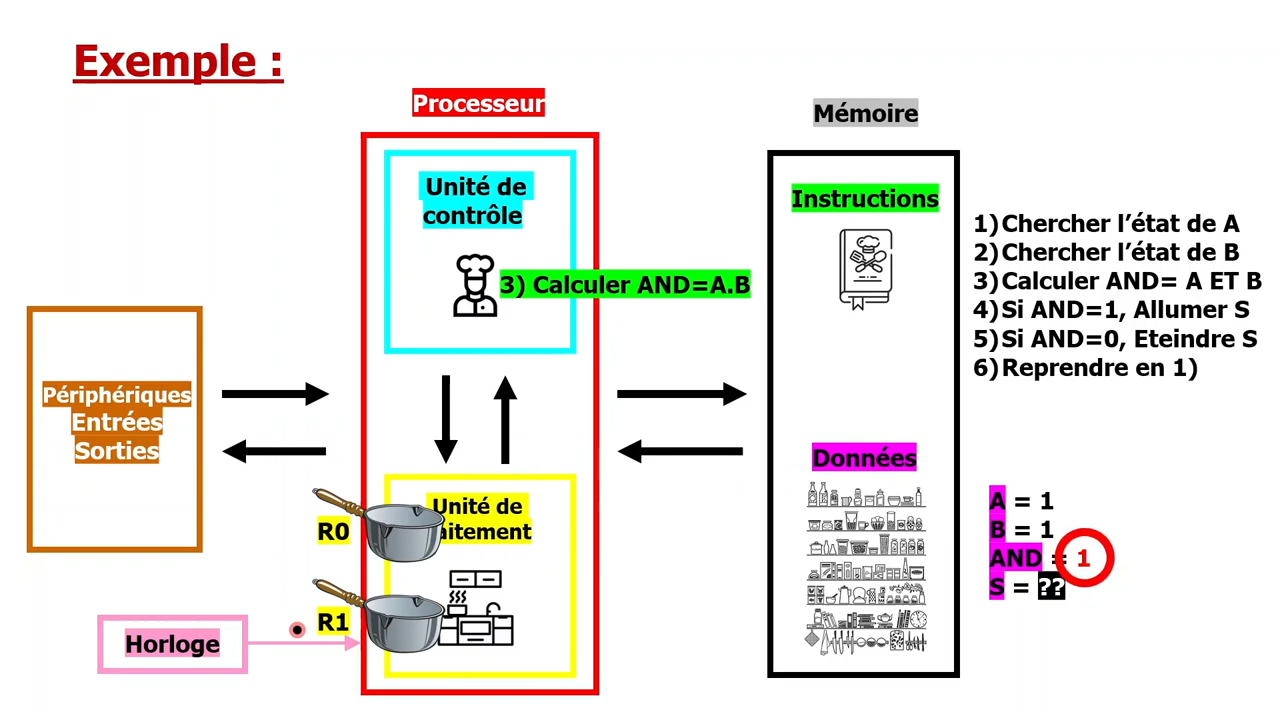 Exemple :
Processeur
Mémoire
Unité de
contrôle
Instructions
3) Calculer AND=A.B
1) Chercher l’état de A
2) Chercher l’état de B
3) Calculer AND= A ET B
4) Si AND=1, Allumer S
5) Si AND=0, Eteindre S
6) Reprendre en 1)
Périphériques
Entrées
Sorties
Données
Unité de
aitement
R0
R1
Horloge
A = 1
B = 1
AND = 1
S = ??